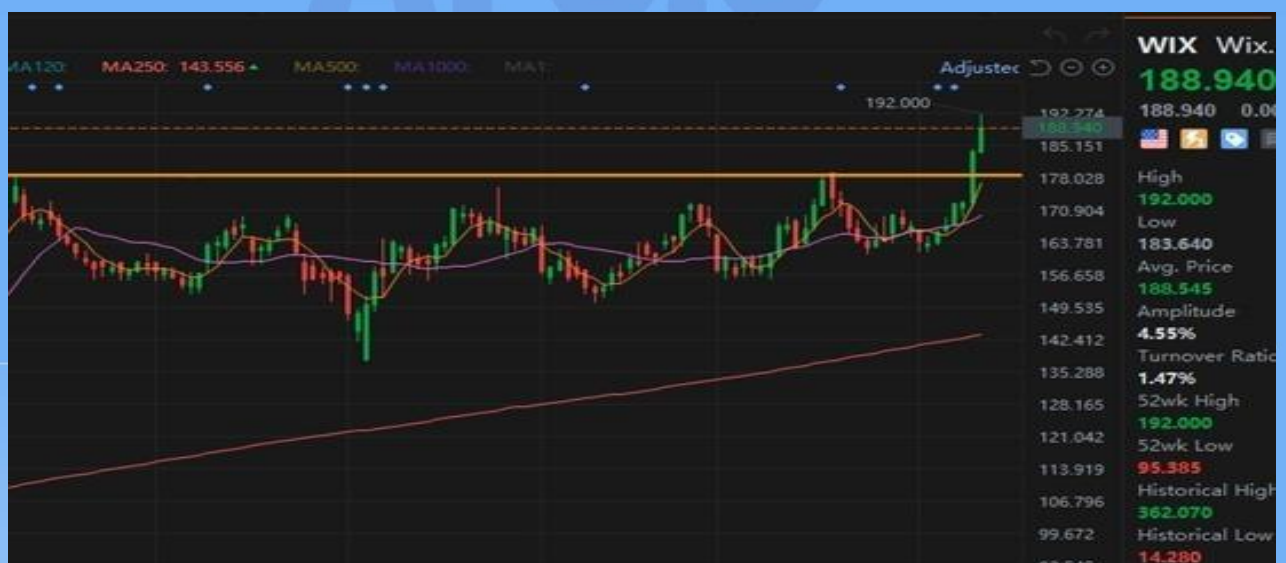 MA120: MA250: 143.556 MA500: MA1000: MA1:
192.000
192.274
188.940
185.151
178.028
170.904
163.781
156.658
149.535
142.412
135.288
128.165
121.042
113.919
106.796
99.672
WIX Wix.
188.940
188.940 0.00
High
192.000
Low
183.640
Avg. Price
188.545
Amplitude
4.55%
Turnover Ratio
1.47%
52wk High
192.000
52wk Low
95.385
Historical High
362.070
Historical Low
14.280